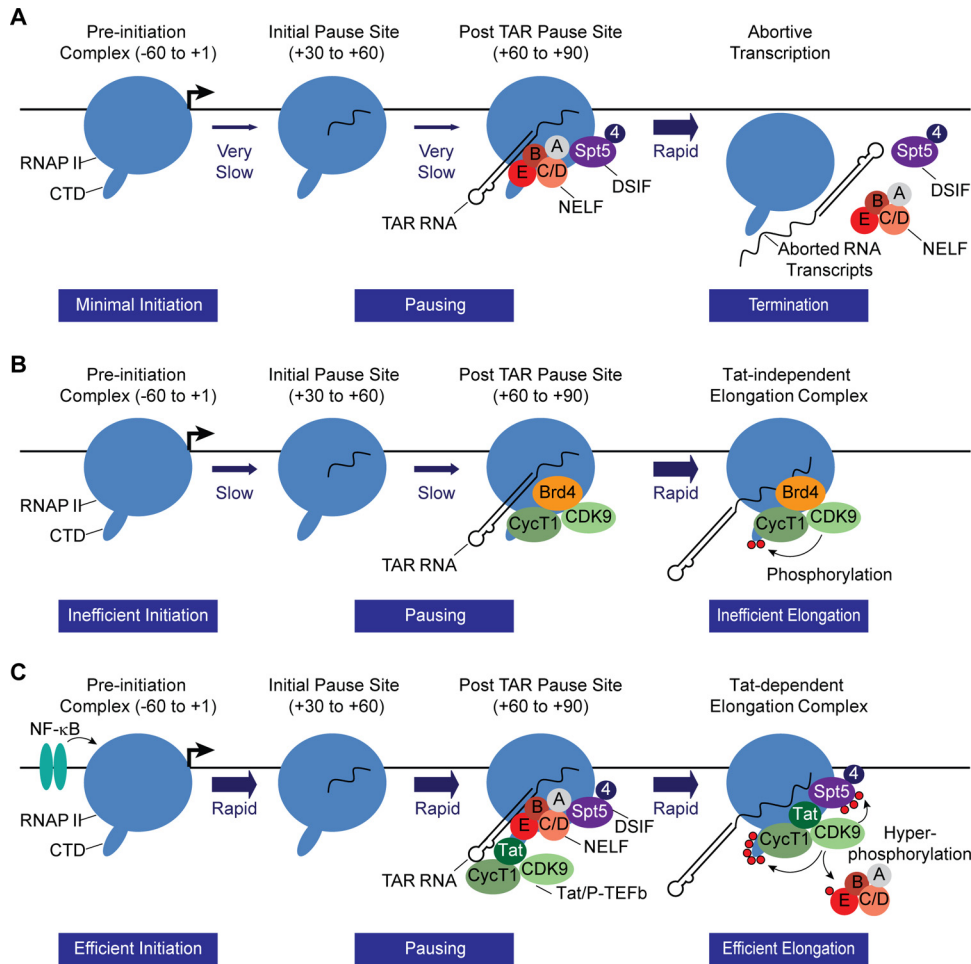 A
Pre-initiation
Complex (-60 to +1)
Initial Pause Site
(+30 to +60)
Post TAR Pause Site
(+60 to +90)
Abortive
Transcription
RNAP II
CTD
Very
Slow
Very
Slow
TAR RNA
E
B
A
C/D
Spt5
4
DSIF
NELF
Rapid
Aborted RNA
Transcripts
E
B
A
C/D
Spt5
4
DSIF
NELF
Minimal Initiation
Pausing
Termination
B
Pre-initiation
Complex (-60 to +1)
Initial Pause Site
(+30 to +60)
Post TAR Pause Site
(+60 to +90)
Tat-independent
Elongation Complex
RNAP II
CTD
Slow
Slow
TAR RNA
Brd4
CycT1
CDK9
Rapid
Brd4
CycT1
CDK9
Phosphorylation
Inefficient Initiation
Pausing
Inefficient Elongation
C
Pre-initiation
Complex (-60 to +1)
Initial Pause Site
(+30 to +60)
Post TAR Pause Site
(+60 to +90)
Tat-dependent
Elongation Complex
NF-κB
RNAP II
CTD
Rapid
Rapid
TAR RNA
E
B
A
C/D
Spt5
4
DSIF
NELF
Tat
CycT1
CDK9
Tat/P-TEFb
Rapid
4
Spt5
Tat
CycT1
CDK9
Hyper-
phosphorylation
E
B
A
C/D
Efficient Initiation
Pausing
Efficient Elongation